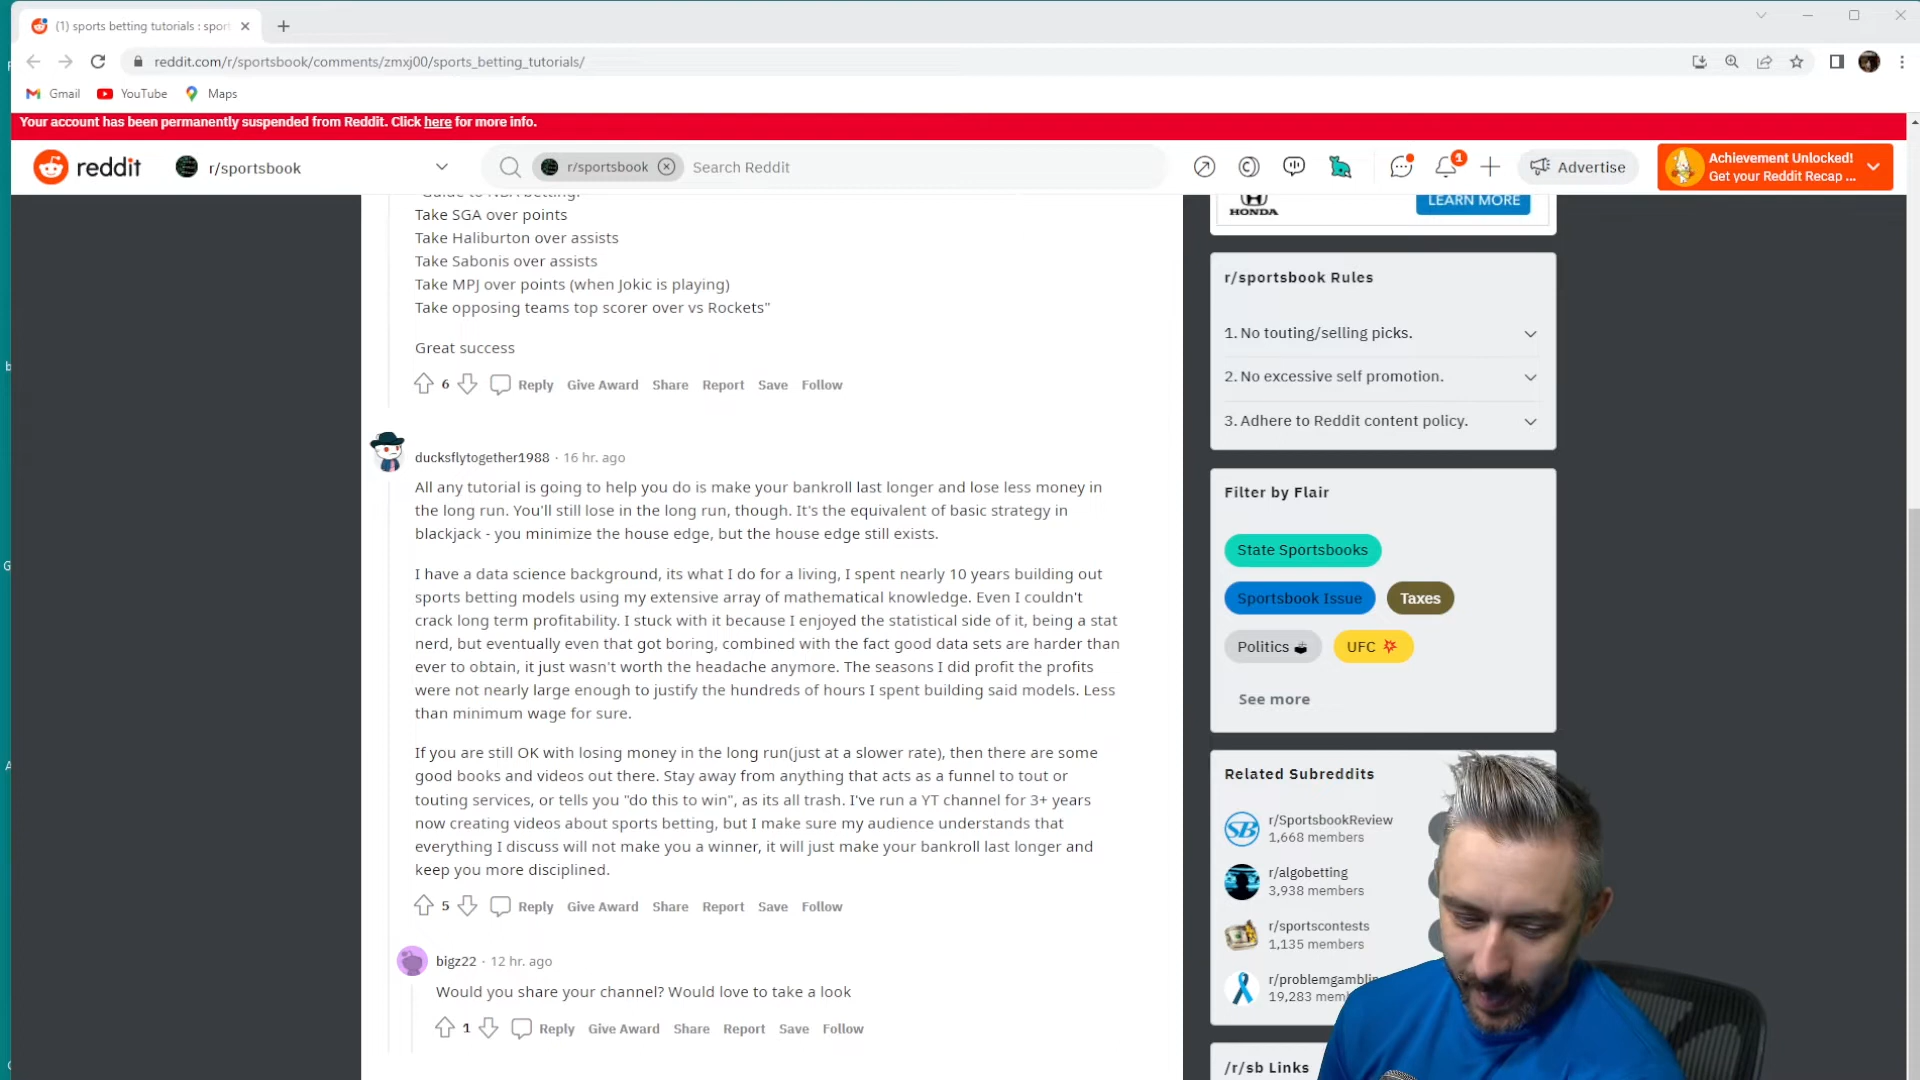 (1) sports betting tutorials : spor
reddit.com/r/sportsbook/comments/zmxj00/sports_betting_tutorials/
Gmail
YouTube
Maps
Your account has been permanently suspended from Reddit. Click here for more info.
reddit
r/sportsbook
r/sportsbook
Search Reddit
1
Advertise
Achievement Unlocked!
Get your Reddit Recap ...
"Guide to NBA betting:
Take SGA over points
Take Haliburton over assists
Take Sabonis over assists
Take MPJ over points (when Jokic is playing)
Take opposing teams top scorer over vs Rockets"
Great success
6 Reply Give Award Share Report Save Follow
ducksflytogether1988 · 16 hr. ago
All any tutorial is going to help you do is make your bankroll last longer and lose less money in
the long run. You'll still lose in the long run, though. It's the equivalent of basic strategy in
blackjack - you minimize the house edge, but the house edge still exists.
I have a data science background, its what I do for a living, I spent nearly 10 years building out
sports betting models using my extensive array of mathematical knowledge. Even I couldn't
crack long term profitability. I stuck with it because I enjoyed the statistical side of it, being a stat
nerd, but eventually even that got boring, combined with the fact good data sets are harder than
ever to obtain, it just wasn't worth the headache anymore. The seasons I did profit the profits
were not nearly large enough to justify the hundreds of hours I spent building said models. Less
than minimum wage for sure.
If you are still OK with losing money in the long run(just at a slower rate), then there are some
good books and videos out there. Stay away from anything that acts as a funnel to tout or
touting services, or tells you "do this to win", as its all trash. I've run a YT channel for 3+ years
now creating videos about sports betting, but I make sure my audience understands that
everything I discuss will not make you a winner, it will just make your bankroll last longer and
keep you more disciplined.
5 Reply Give Award Share Report Save Follow
bigz22 · 12 hr. ago
Would you share your channel? Would love to take a look
1 Reply Give Award Share Report Save Follow
HONDA
LEARN MORE
r/sportsbook Rules
1. No touting/selling picks.
2. No excessive self promotion.
3. Adhere to Reddit content policy.
Filter by Flair
State Sportsbooks
Sportsbook Issue
Taxes
Politics
UFC
See more
Related Subreddits
SB
r/SportsbookReview
1,668 members
r/algobetting
3,938 members
r/sportscontests
1,135 members
r/problemgamblin
19,283 mem
/r/sb Links